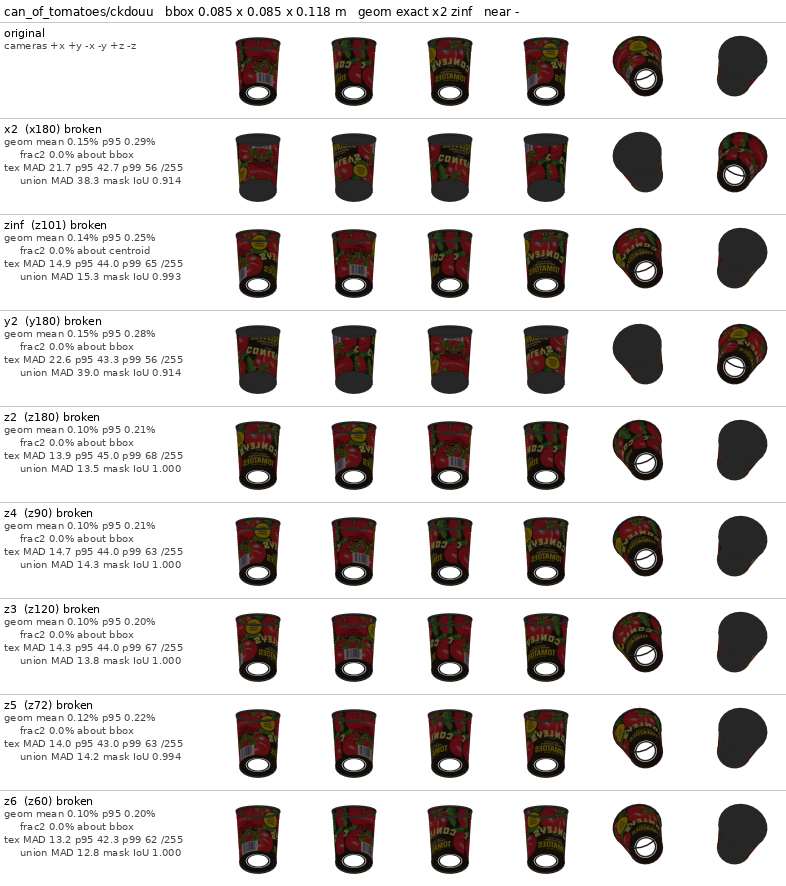 can_of_tomatoes/ckdouu bbox 0.085 x 0.085 x 0.118 m geom exact x2 zinf near -
original
cameras +x +y -x -y +z -z
x2 (x180) broken
geom mean 0.15% p95 0.29%
frac2 0.0% about bbox
tex MAD 21.7 p95 42.7 p99 56 /255
union MAD 38.3 mask IoU 0.914
zinf (z101) broken
geom mean 0.14% p95 0.25%
frac2 0.0% about centroid
tex MAD 14.9 p95 44.0 p99 65 /255
union MAD 15.3 mask IoU 0.993
y2 (y180) broken
geom mean 0.15% p95 0.28%
frac2 0.0% about bbox
tex MAD 22.6 p95 43.3 p99 56 /255
union MAD 39.0 mask IoU 0.914
z2 (z180) broken
geom mean 0.10% p95 0.21%
frac2 0.0% about bbox
tex MAD 13.9 p95 45.0 p99 68 /255
union MAD 13.5 mask IoU 1.000
z4 (z90) broken
geom mean 0.10% p95 0.21%
frac2 0.0% about bbox
tex MAD 14.7 p95 44.0 p99 63 /255
union MAD 14.3 mask IoU 1.000
z3 (z120) broken
geom mean 0.10% p95 0.20%
frac2 0.0% about bbox
tex MAD 14.3 p95 44.0 p99 67 /255
union MAD 13.8 mask IoU 1.000
z5 (z72) broken
geom mean 0.12% p95 0.22%
frac2 0.0% about bbox
tex MAD 14.0 p95 43.0 p99 63 /255
union MAD 14.2 mask IoU 0.994
z6 (z60) broken
geom mean 0.10% p95 0.20%
frac2 0.0% about bbox
tex MAD 13.2 p95 42.3 p99 62 /255
union MAD 12.8 mask IoU 1.000